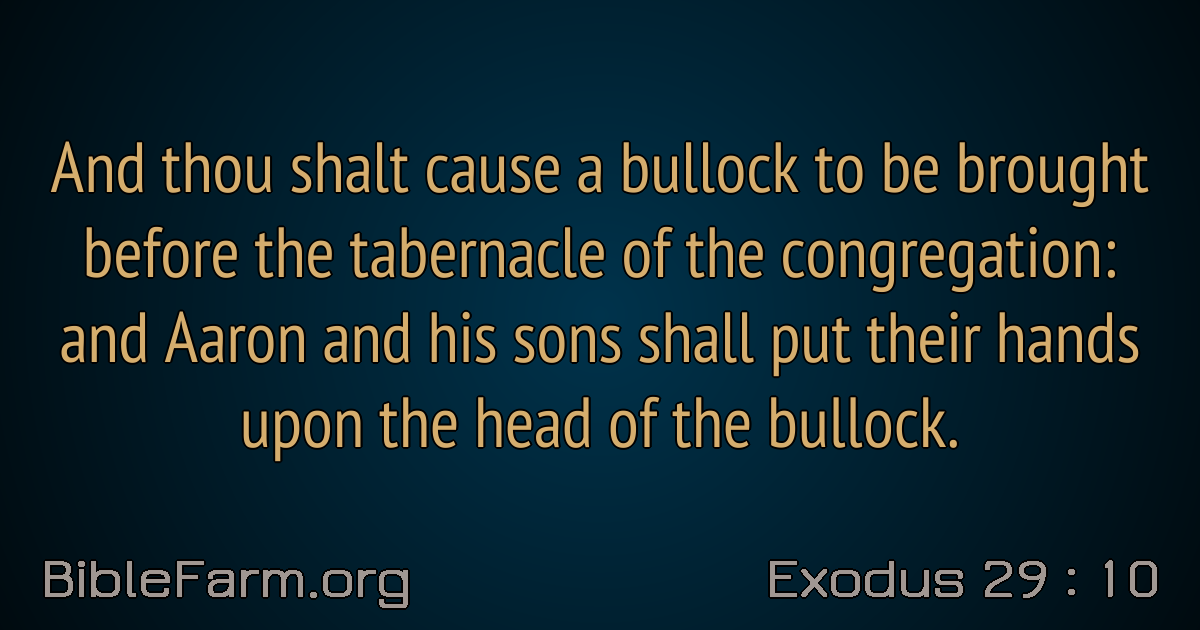 And thou shalt cause a bullock to be brought
before the tabernacle of the congregation:
and Aaron and his sons shall put their hands
upon the head of the bullock.
BibleFarm.org
Exodus 29 : 10